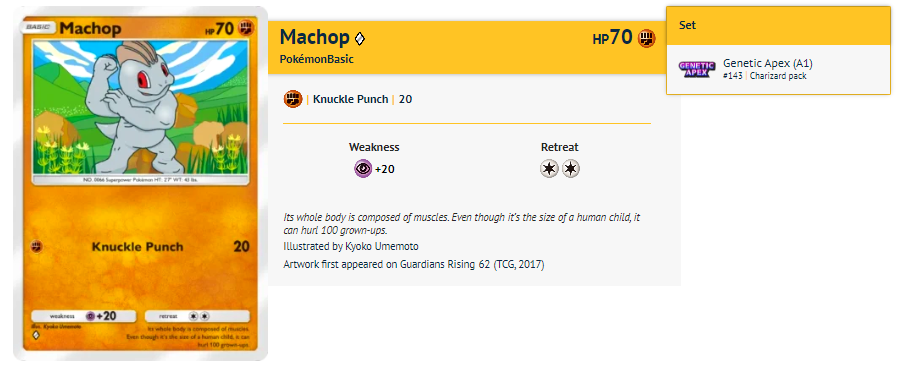 BASIC Machop HP70
NO. 0066 Superpower Pokémon HT: 2'7" WT: 43 lbs.
Knuckle Punch 20
weakness +20 retreat
Illus. Kyoko Umemoto
Its whole body is composed of muscles.
Even though it's the size of a human child, it can
hurl 100 grown-ups.
Machop HP70
PokémonBasic
| Knuckle Punch | 20
Weakness Retreat
+20
Its whole body is composed of muscles. Even though it's the size of a human child, it
can hurl 100 grown-ups.
Illustrated by Kyoko Umemoto
Artwork first appeared on Guardians Rising 62 (TCG, 2017)
Set
GENETIC
APEX
Genetic Apex (A1)
#143 | Charizard pack